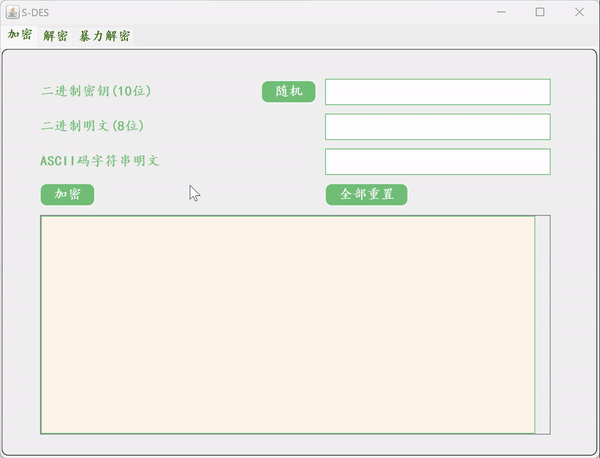 S-DES
加密 解密 暴力解密
二进制密钥(10位) 随机
二进制明文(8位)
ASCII码字符串明文
加密 全部重置